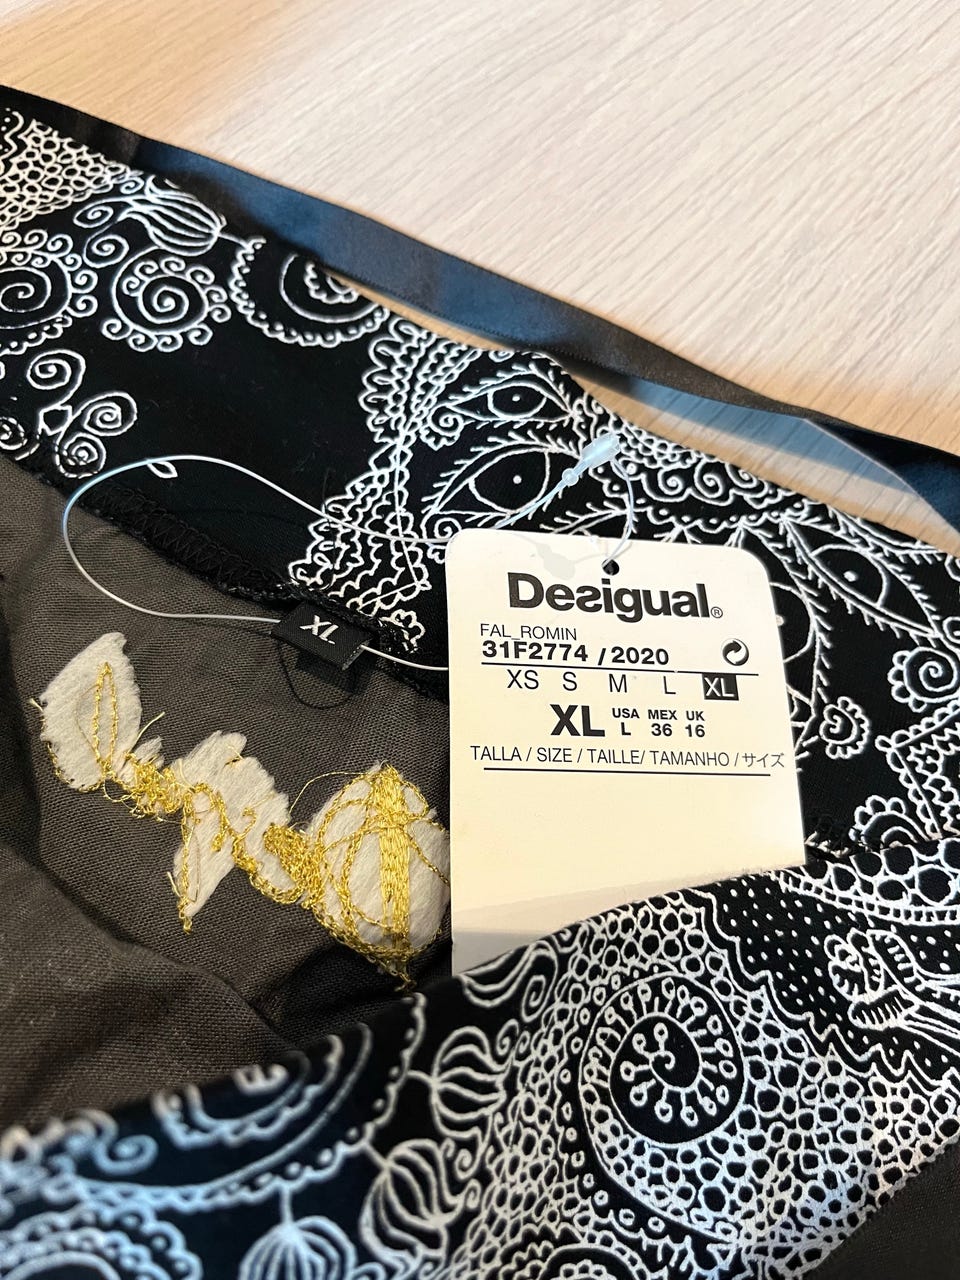 Desigual®
FAL_ROMIN
31F2774 / 2020
XS S M L XL
XL USA L MEX 36 UK 16
TALLA / SIZE / TAILLE/ TAMANHO / サイズ
XL